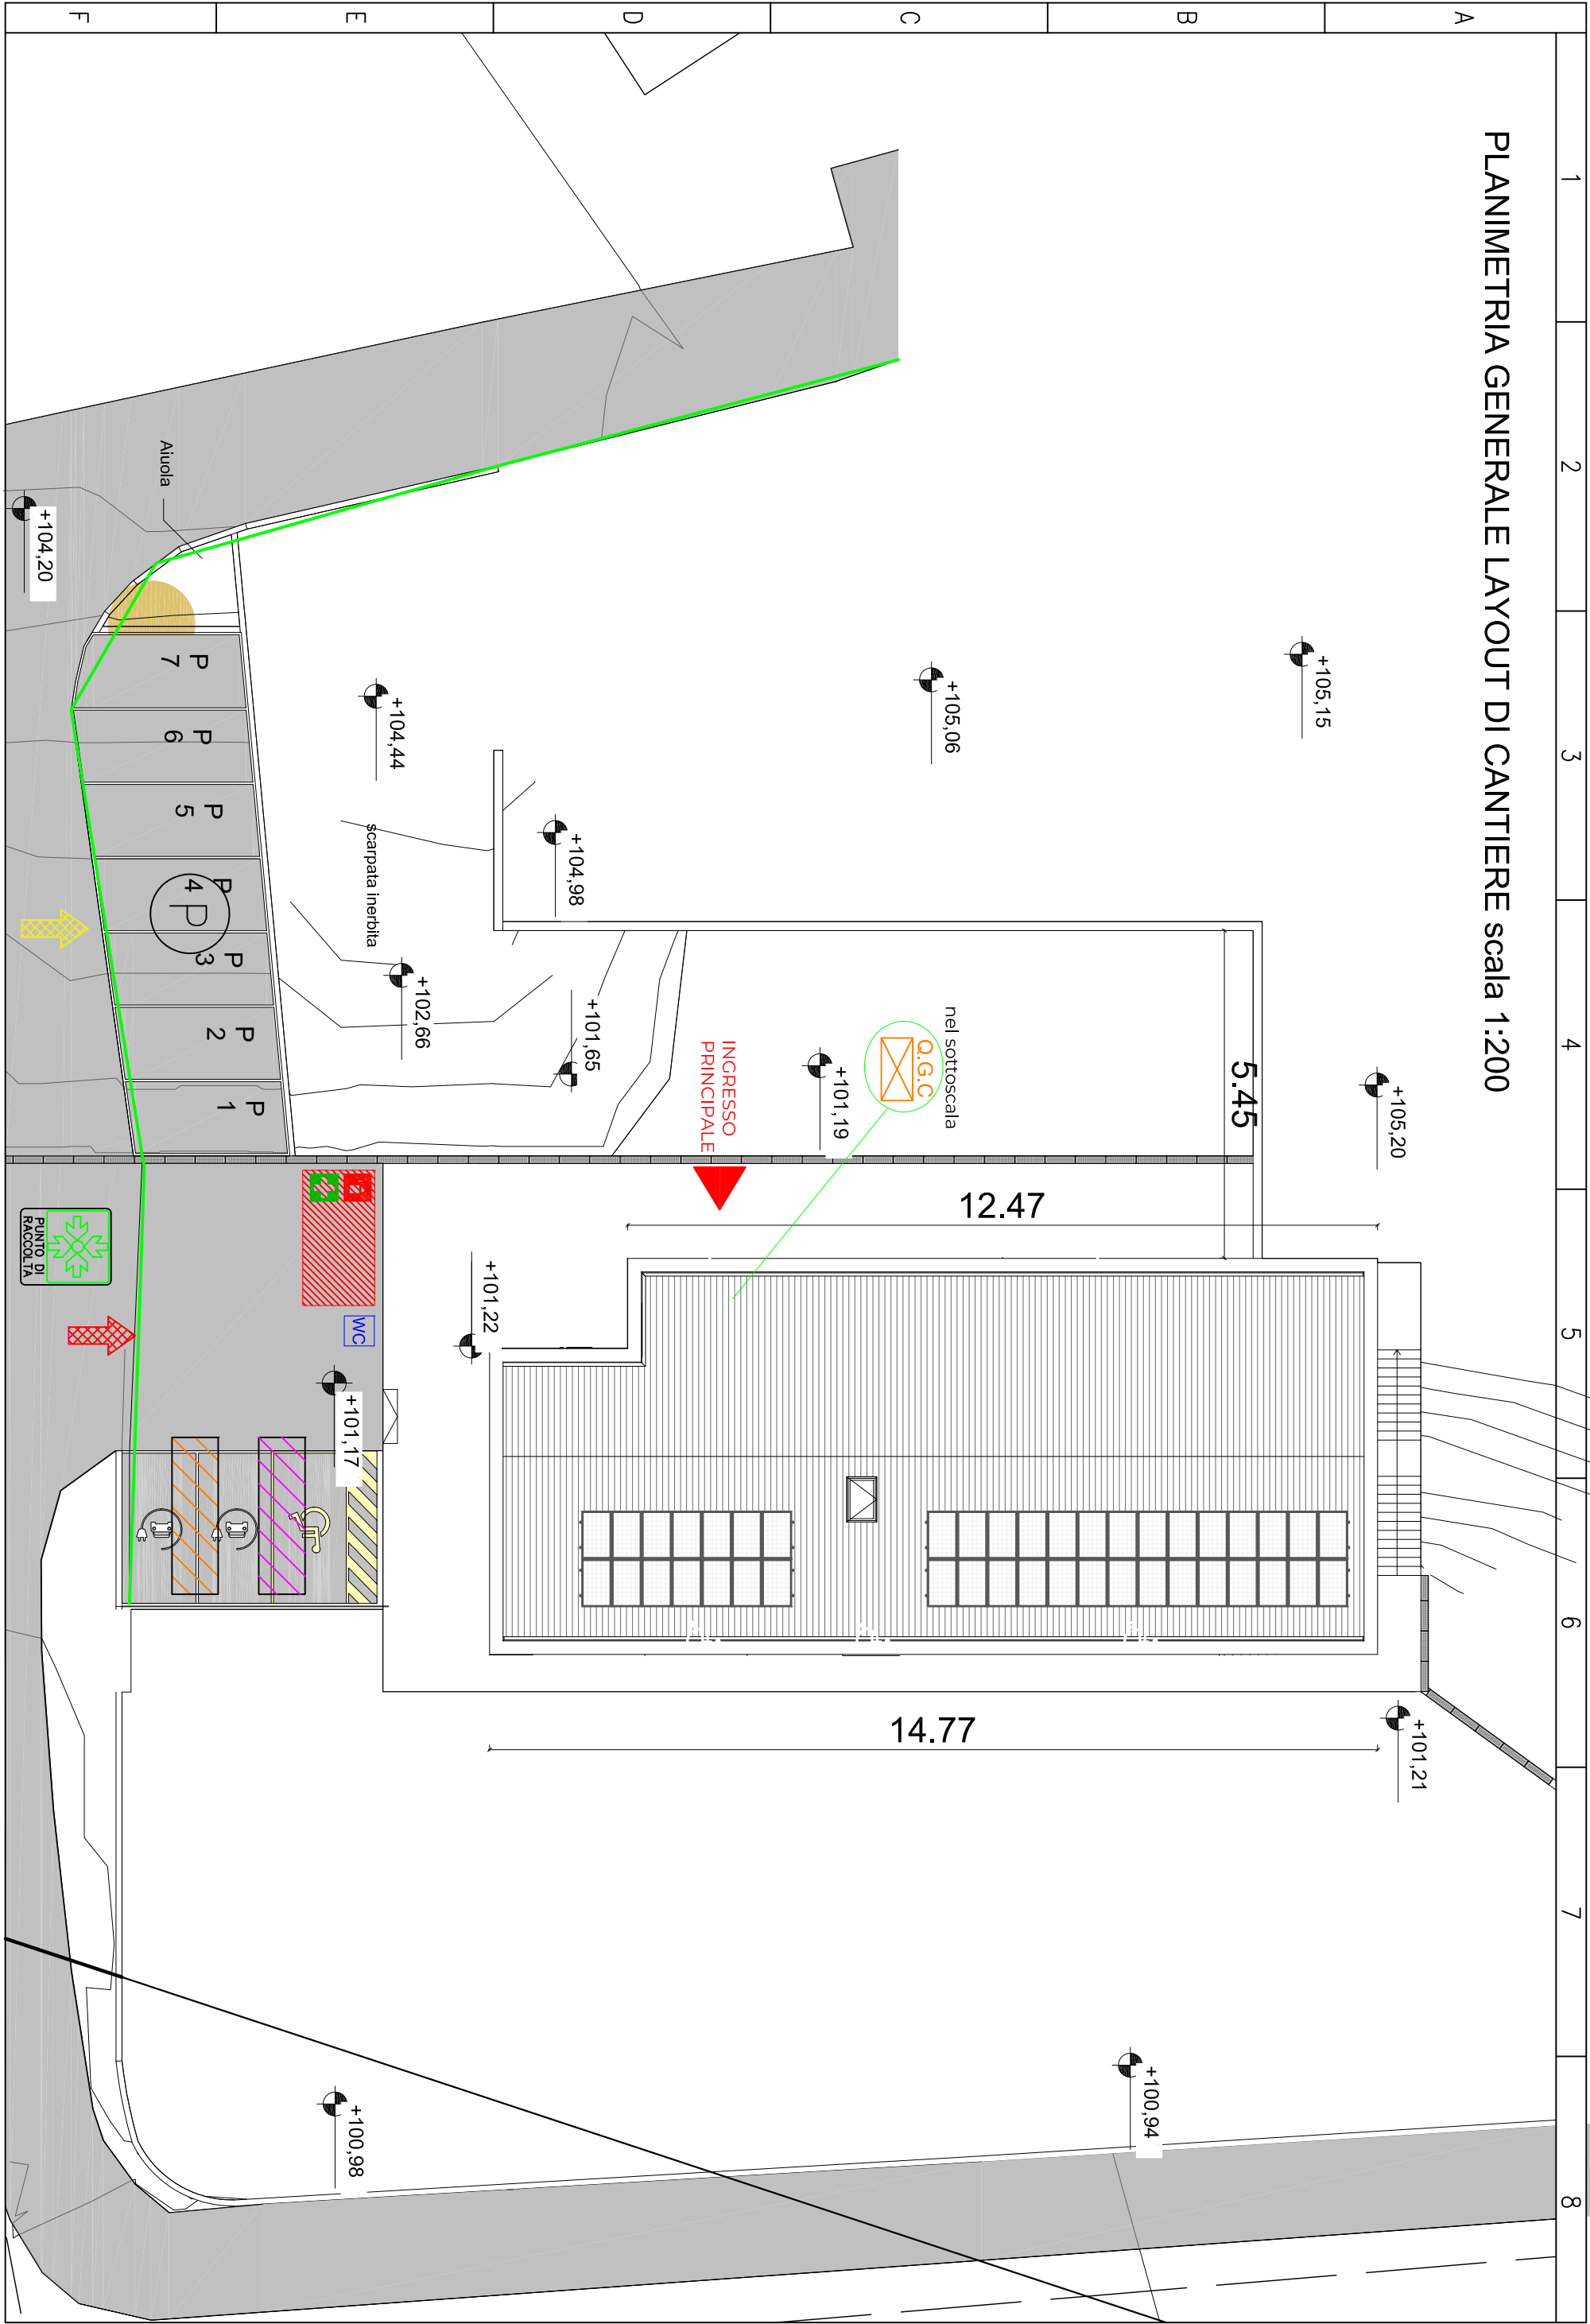 PLANIMETRIA GENERALE LAYOUT DI CANTIERE scala 1:200
1
2
3
4
5
6
7
8
A
B
C
D
E
F
+105,15
+105,20
+101,21
+100,94
5.45
+105,06
nel sottoscala
Q.G.C
12.47
14.77
+101,19
INGRESSO
PRINCIPALE
+104,98
+101,65
+101,22
+104,44
scarpata inerbita
+102,66
WC
+101,17
+100,98
Aiuola
P
7
P
6
P
5
P
4
P
P
3
P
2
P
1
+104,20
PUNTO DI
RACCOLTA